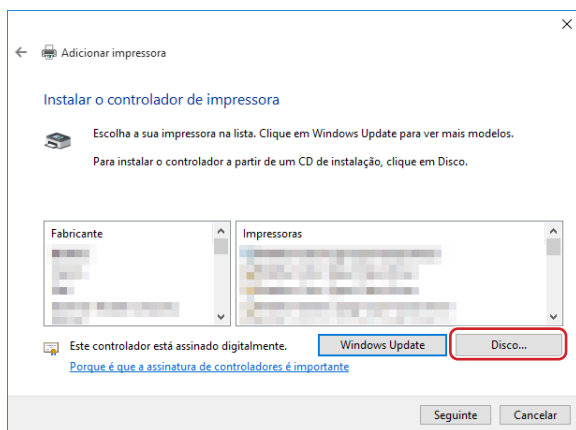 Adicionar impressora
Instalar o controlador de impressora
Escolha a sua impressora na lista. Clique em Windows Update para ver mais modelos.
Para instalar o controlador a partir de um CD de instalação, clique em Disco.
Fabricante
Impressoras
Este controlador está assinado digitalmente.
Windows Update
Disco...
Porque é que a assinatura de controladores é importante
Seguinte
Cancelar